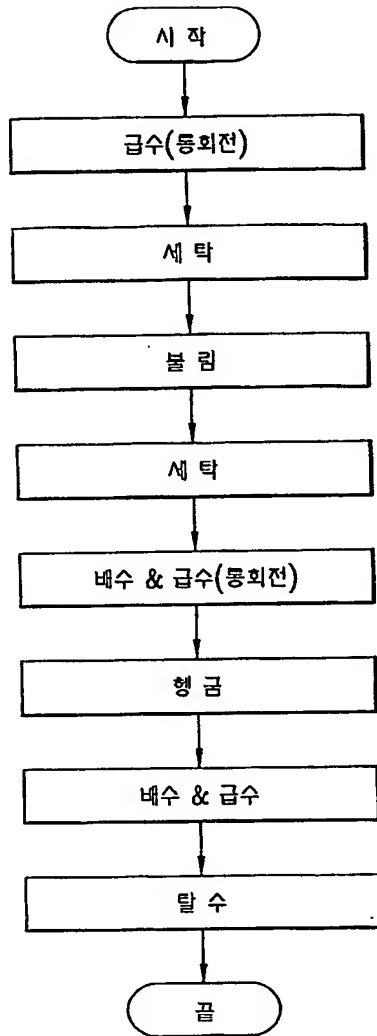 시 작
급수(통회전)
세 탁
불 림
세 탁
배수 & 급수(통회전)
헹 굼
배수 & 급수
탈 수
끝